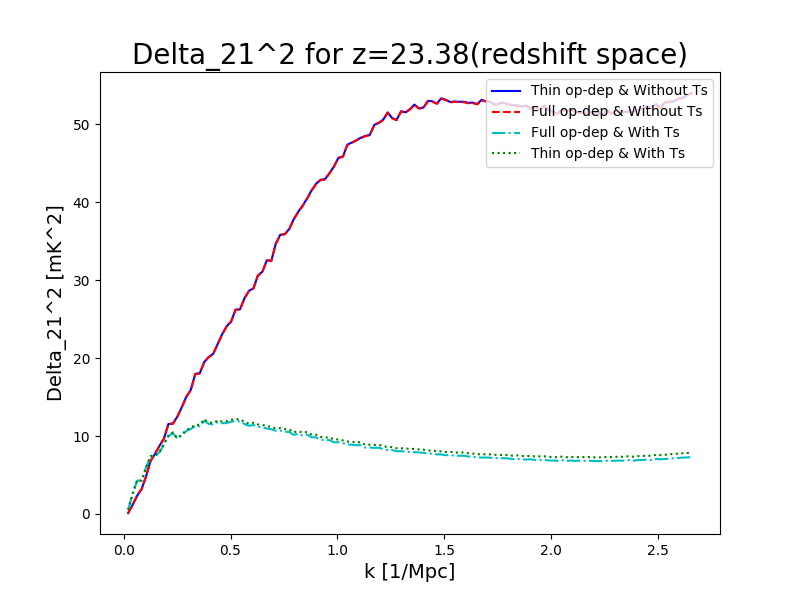 Delta_21^2 for z=23.38(redshift space)
Thin op-dep & Without Ts
Full op-dep & Without Ts
Full op-dep & With Ts
Thin op-dep & With Ts
Delta_21^2 [mK^2]
50
40
30
20
10
0
0.0 0.5 1.0 1.5 2.0 2.5
k [1/Mpc]